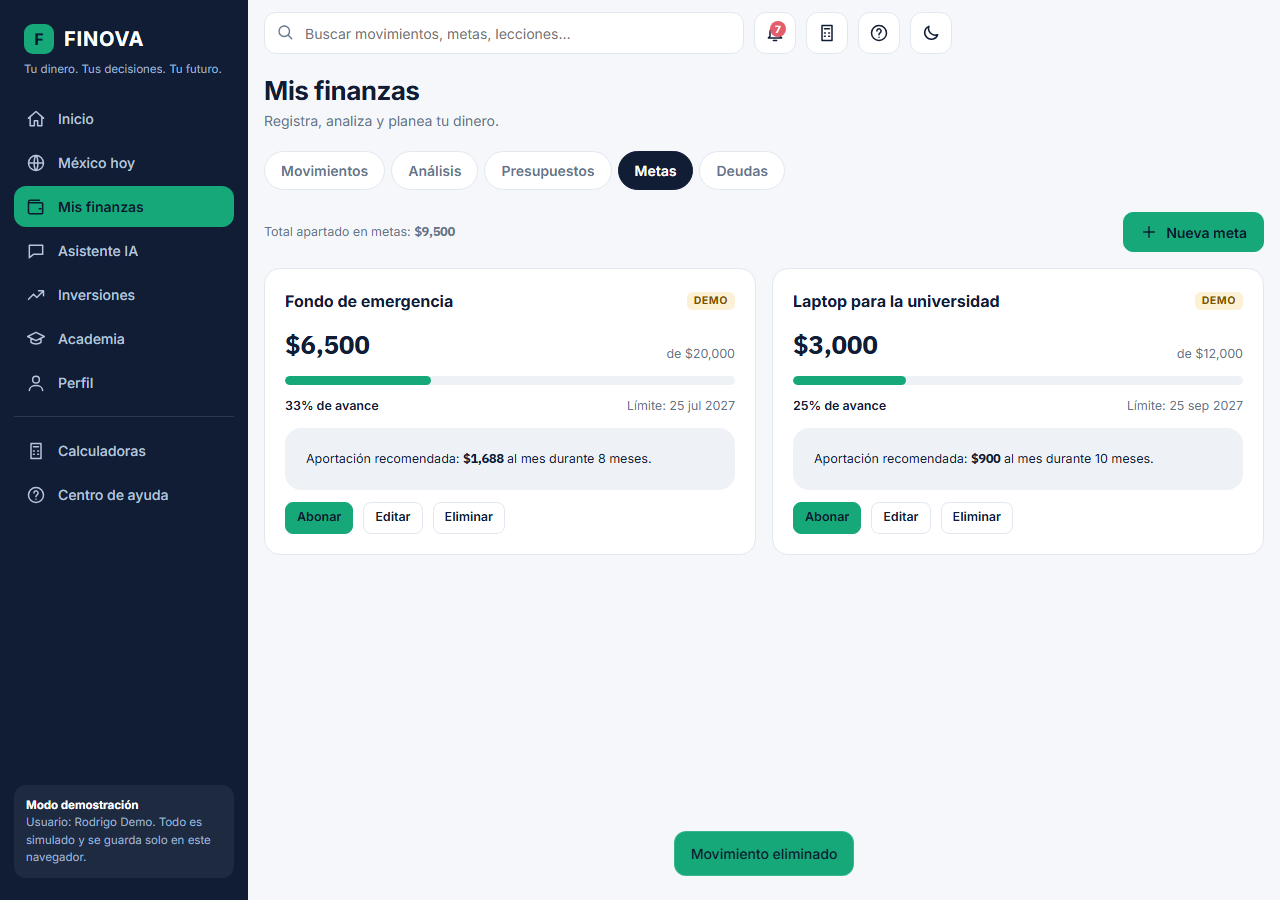 F FINOVA
Tu dinero. Tus decisiones. Tu futuro.
Inicio
México hoy
Mis finanzas
Asistente IA
Inversiones
Academia
Perfil
Calculadoras
Centro de ayuda
Modo demostración
Usuario: Rodrigo Demo. Todo es
simulado y se guarda solo en este
navegador.
Buscar movimientos, metas, lecciones...
7
Mis finanzas
Registra, analiza y planea tu dinero.
Movimientos
Análisis
Presupuestos
Metas
Deudas
Total apartado en metas: $9,500
Nueva meta
Fondo de emergencia
DEMO
$6,500
de $20,000
33% de avance
Límite: 25 jul 2027
Aportación recomendada: $1,688 al mes durante 8 meses.
Abonar
Editar
Eliminar
Laptop para la universidad
DEMO
$3,000
de $12,000
25% de avance
Límite: 25 sep 2027
Aportación recomendada: $900 al mes durante 10 meses.
Abonar
Editar
Eliminar
Movimiento eliminado